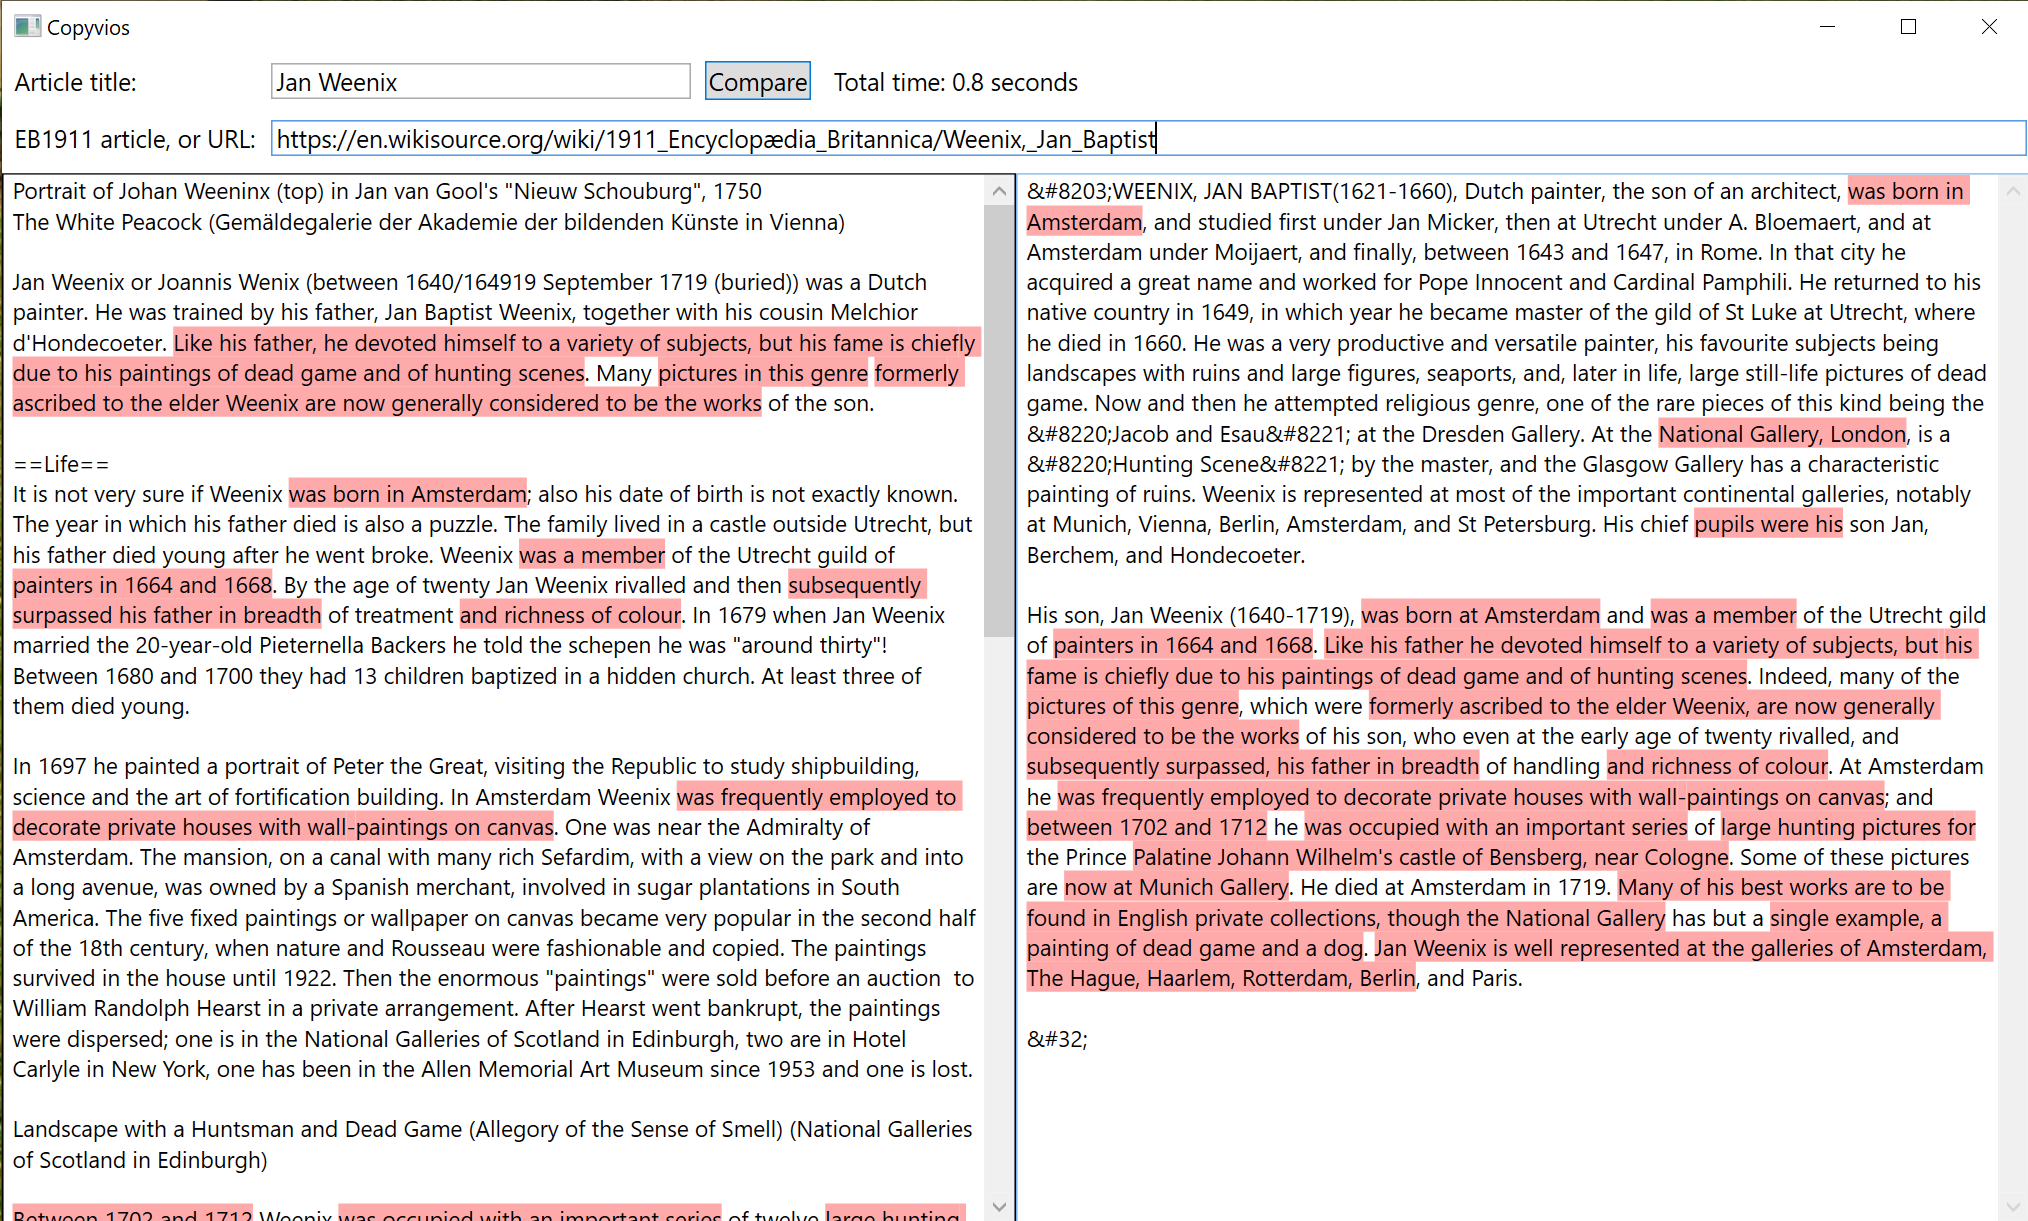 Copyvios
Article title:
Jan Weenix
Compare
Total time: 0.8 seconds
EB1911 article, or URL:
https://en.wikisource.org/wiki/1911_Encyclopædia_Britannica/Weenix,_Jan_Baptist
Portrait of Johan Weeninx (top) in Jan van Gool's "Nieuw Schouburg", 1750
The White Peacock (Gemäldegalerie der Akademie der bildenden Künste in Vienna)
Jan Weenix or Joannis Wenix (between 1640/164919 September 1719 (buried)) was a Dutch
painter. He was trained by his father, Jan Baptist Weenix, together with his cousin Melchior
d'Hondecoeter. Like his father, he devoted himself to a variety of subjects, but his fame is chiefly
due to his paintings of dead game and of hunting scenes. Many pictures in this genre formerly
ascribed to the elder Weenix are now generally considered to be the works of the son.
==Life==
It is not very sure if Weenix was born in Amsterdam; also his date of birth is not exactly known.
The year in which his father died is also a puzzle. The family lived in a castle outside Utrecht, but
his father died young after he went broke. Weenix was a member of the Utrecht guild of
painters in 1664 and 1668. By the age of twenty Jan Weenix rivalled and then subsequently
surpassed his father in breadth of treatment and richness of colour. In 1679 when Jan Weenix
married the 20-year-old Pieternella Backers he told the schepen he was "around thirty"!
Between 1680 and 1700 they had 13 children baptized in a hidden church. At least three of
them died young.
In 1697 he painted a portrait of Peter the Great, visiting the Republic to study shipbuilding,
science and the art of fortification building. In Amsterdam Weenix was frequently employed to
decorate private houses with wall-paintings on canvas. One was near the Admiralty of
Amsterdam. The mansion, on a canal with many rich Sefardim, with a view on the park and into
a long avenue, was owned by a Spanish merchant, involved in sugar plantations in South
America. The five fixed paintings or wallpaper on canvas became very popular in the second half
of the 18th century, when nature and Rousseau were fashionable and copied. The paintings
survived in the house until 1922. Then the enormous "paintings" were sold before an auction  to
William Randolph Hearst in a private arrangement. After Hearst went bankrupt, the paintings
were dispersed; one is in the National Galleries of Scotland in Edinburgh, two are in Hotel
Carlyle in New York, one has been in the Allen Memorial Art Museum since 1953 and one is lost.
Landscape with a Huntsman and Dead Game (Allegory of the Sense of Smell) (National Galleries
of Scotland in Edinburgh)
Between 1702 and 1712 Weenix was occupied with an important series of twelve large hunting
&#8203;WEENIX, JAN BAPTIST(1621-1660), Dutch painter, the son of an architect, was born in
Amsterdam, and studied first under Jan Micker, then at Utrecht under A. Bloemaert, and at
Amsterdam under Moijaert, and finally, between 1643 and 1647, in Rome. In that city he
acquired a great name and worked for Pope Innocent and Cardinal Pamphili. He returned to his
native country in 1649, in which year he became master of the gild of St Luke at Utrecht, where
he died in 1660. He was a very productive and versatile painter, his favourite subjects being
landscapes with ruins and large figures, seaports, and, later in life, large still-life pictures of dead
game. Now and then he attempted religious genre, one of the rare pieces of this kind being the
&#8220;Jacob and Esau&#8221; at the Dresden Gallery. At the National Gallery, London, is a
&#8220;Hunting Scene&#8221; by the master, and the Glasgow Gallery has a characteristic
painting of ruins. Weenix is represented at most of the important continental galleries, notably
at Munich, Vienna, Berlin, Amsterdam, and St Petersburg. His chief pupils were his son Jan,
Berchem, and Hondecoeter.
His son, Jan Weenix (1640-1719), was born at Amsterdam and was a member of the Utrecht gild
of painters in 1664 and 1668. Like his father he devoted himself to a variety of subjects, but his
fame is chiefly due to his paintings of dead game and of hunting scenes. Indeed, many of the
pictures of this genre, which were formerly ascribed to the elder Weenix, are now generally
considered to be the works of his son, who even at the early age of twenty rivalled, and
subsequently surpassed, his father in breadth of handling and richness of colour. At Amsterdam
he was frequently employed to decorate private houses with wall-paintings on canvas; and
between 1702 and 1712 he was occupied with an important series of large hunting pictures for
the Prince Palatine Johann Wilhelm's castle of Bensberg, near Cologne. Some of these pictures
are now at Munich Gallery. He died at Amsterdam in 1719. Many of his best works are to be
found in English private collections, though the National Gallery has but a single example, a
painting of dead game and a dog. Jan Weenix is well represented at the galleries of Amsterdam,
The Hague, Haarlem, Rotterdam, Berlin, and Paris.
&#32;